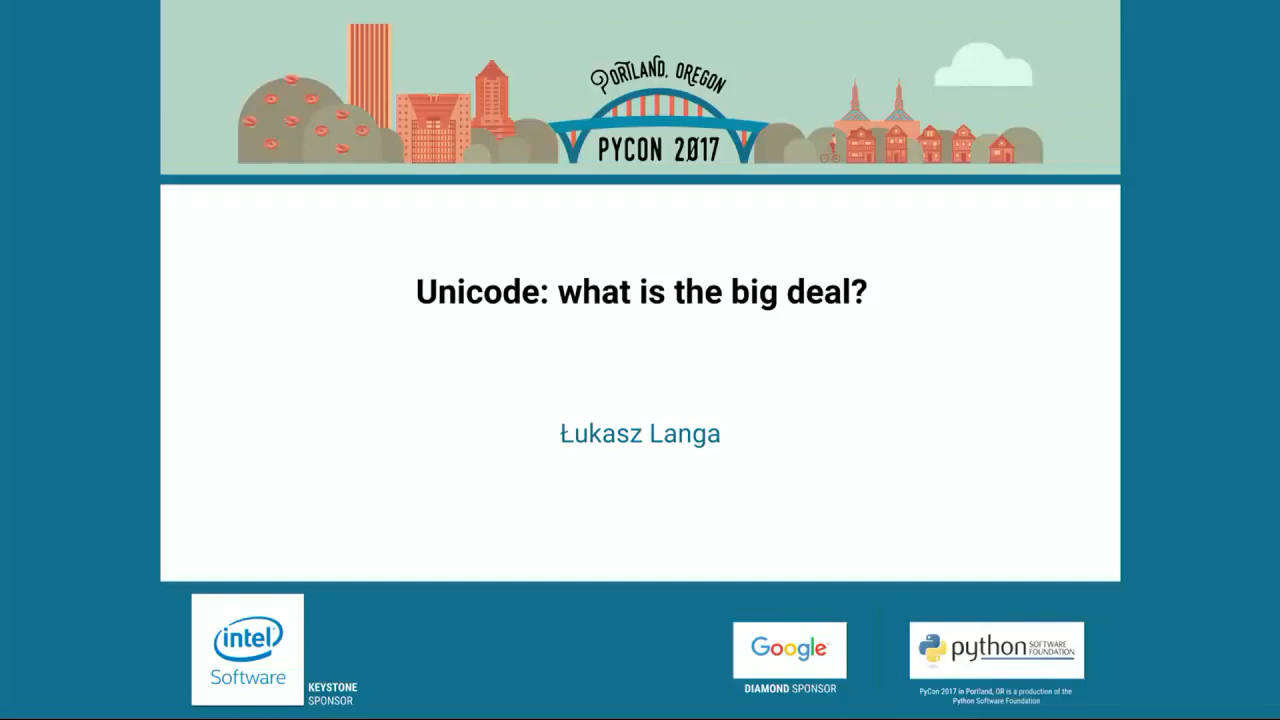 PORTLAND, OREGON
PYCON 2017
Unicode: what is the big deal?
Łukasz Langa
intel
Software
KEYSTONE
SPONSOR
Google
DIAMOND SPONSOR
python SOFTWARE
FOUNDATION
PyCon 2017 in Portland, OR is a production of the
Python Software Foundation